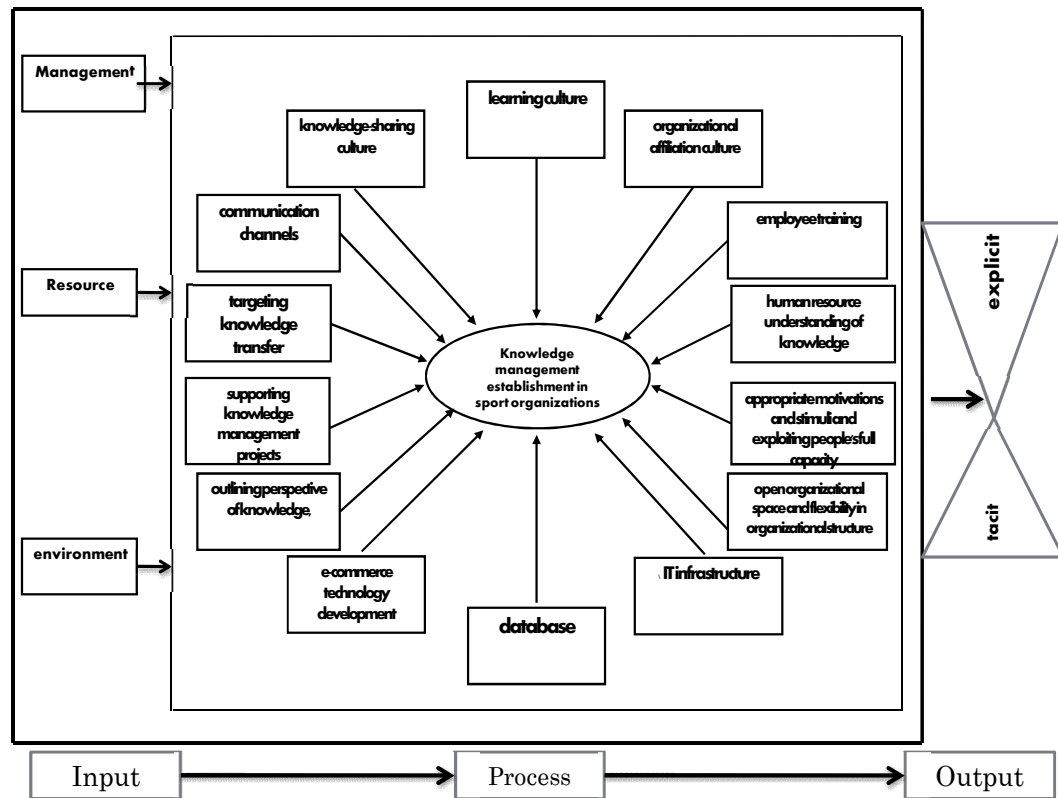 Management
learning culture
knowledge-sharing
culture
organizational
affiliation culture
communication
channels
employee training
Resource
targeting
knowledge
transfer
human resource
understanding of
knowledge
explicit
Knowledge
management
establishment in
sport organizations
supporting
knowledge
management
projects
appropriate motivations
and stimuli and
exploiting people's full
capacity
outlining perspective
of knowledge,
open organizational
space and flexibility in
organizational structure
tacit
environment
e-commerce
technology
development
database
IT infrastructure
Input
Process
Output